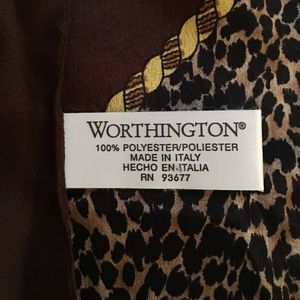 WORTHINGTON®
100% POLYESTER/POLIESTER
MADE IN ITALY
HECHO EN ITALIA
RN 93677